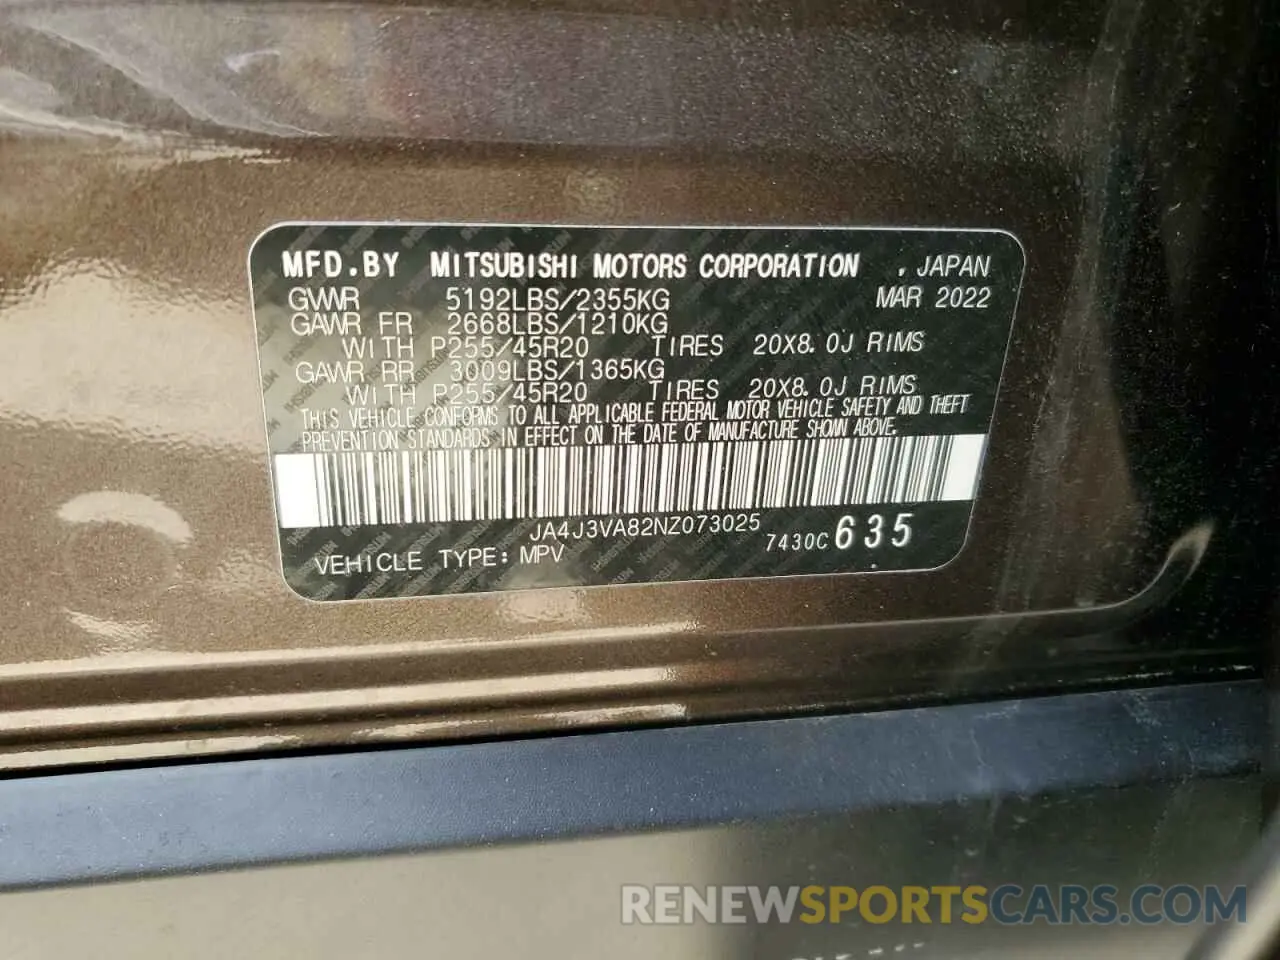 MFD.BY MITSUBISHI MOTORS CORPORATION , JAPAN
GVWR 5192LBS/2355KG MAR 2022
GAWR FR 2668LBS/1210KG
WITH P255/45R20 TIRES 20X8.0J RIMS
GAWR RR 3009LBS/1365KG
WITH P255/45R20 TIRES 20X8.0J RIMS
THIS VEHICLE CONFORMS TO ALL APPLICABLE FEDERAL MOTOR VEHICLE SAFETY AND THEFT
PREVENTION STANDARDS IN EFFECT ON THE DATE OF MANUFACTURE SHOWN ABOVE.
JA4J3VA82NZ073025
VEHICLE TYPE: MPV 7430C 635
RENEWSPORTSCARS.COM